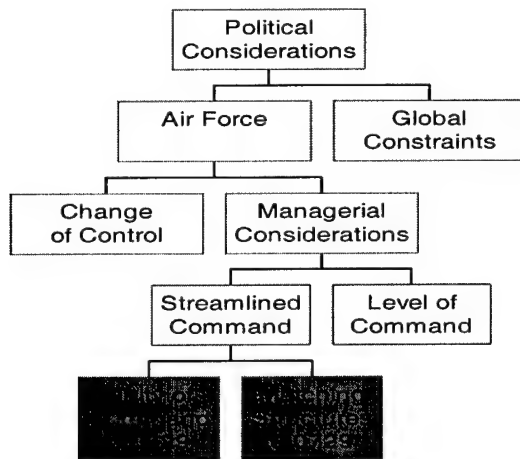 Political
Considerations
Air Force
Global
Constraints
Change
of Control
Managerial
Considerations
Streamlined
Command
Level of
Command